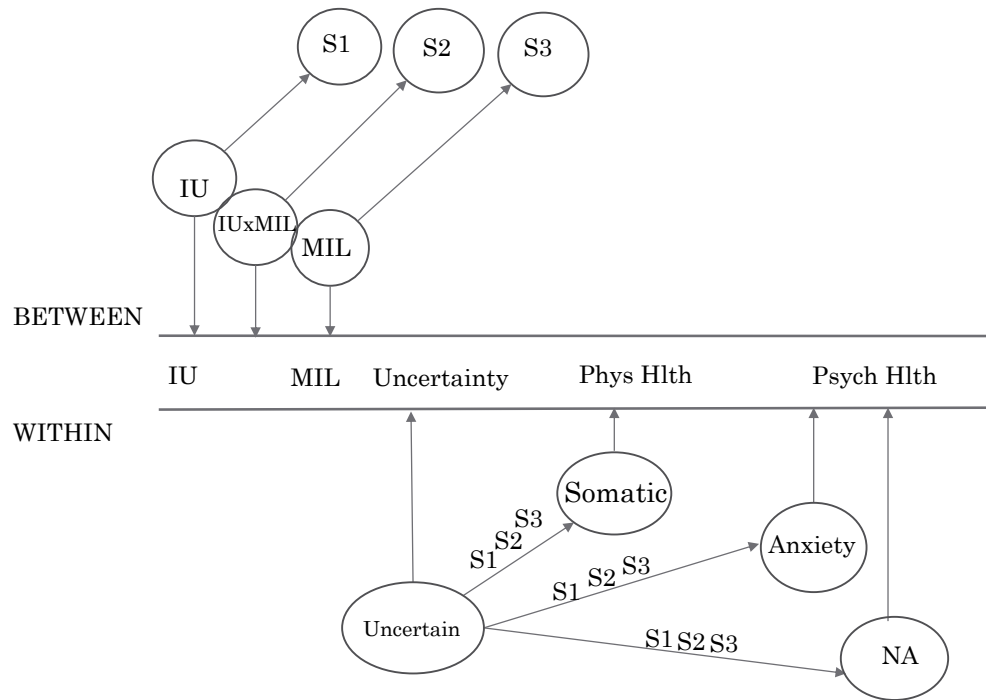 S1
S2
S3
IU
IUxMIL
MIL
BETWEEN
IU
MIL
Uncertainty
Phys Hlth
Psych Hlth
WITHIN
Somatic
S1 S2 S3
Anxiety
S1 S2 S3
Uncertain
S1 S2 S3
NA